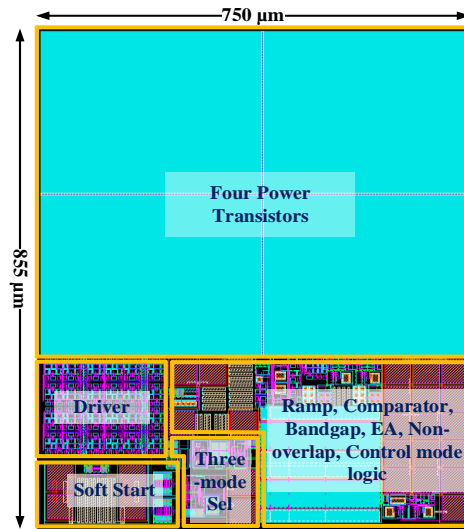 750 µm
855 µm
Four Power
Transistors
Driver
Ramp, Comparator,
Bandgap, EA, Non-
overlap, Control mode
logic
Three
-mode
Sel
Soft Start